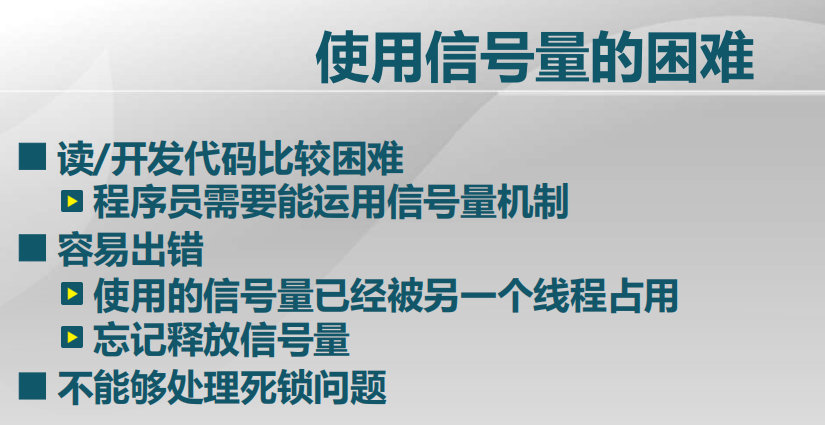 使用信号量的困难
读/开发代码比较困难
程序员需要能运用信号量机制
容易出错
使用的信号量已经被另一个线程占用
忘记释放信号量
不能够处理死锁问题